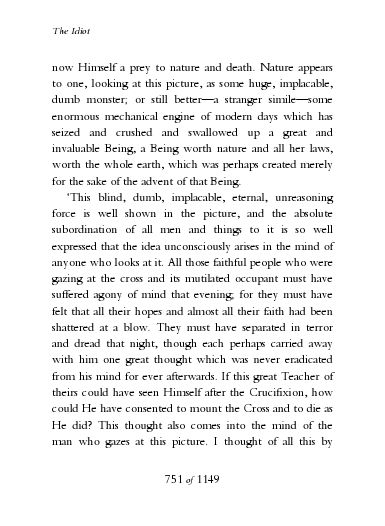 The Idiot
now Himself a prey to nature and death. Nature appears
to one, looking at this picture, as some huge, implacable,
dumb monster; or still better—a stranger simile—some
enormous mechanical engine of modern days which has
seized and crushed and swallowed up a great and
invaluable Being, a Being worth nature and all her laws,
worth the whole earth, which was perhaps created merely
for the sake of the advent of that Being.
‘This blind, dumb, implacable, eternal, unreasoning
force is well shown in the picture, and the absolute
subordination of all men and things to it is so well
expressed that the idea unconsciously arises in the mind of
anyone who looks at it. All those faithful people who were
gazing at the cross and its mutilated occupant must have
suffered agony of mind that evening; for they must have
felt that all their hopes and almost all their faith had been
shattered at a blow. They must have separated in terror
and dread that night, though each perhaps carried away
with him one great thought which was never eradicated
from his mind for ever afterwards. If this great Teacher of
theirs could have seen Himself after the Crucifixion, how
could He have consented to mount the Cross and to die as
He did? This thought also comes into the mind of the
man who gazes at this picture. I thought of all this by
751 of 1149